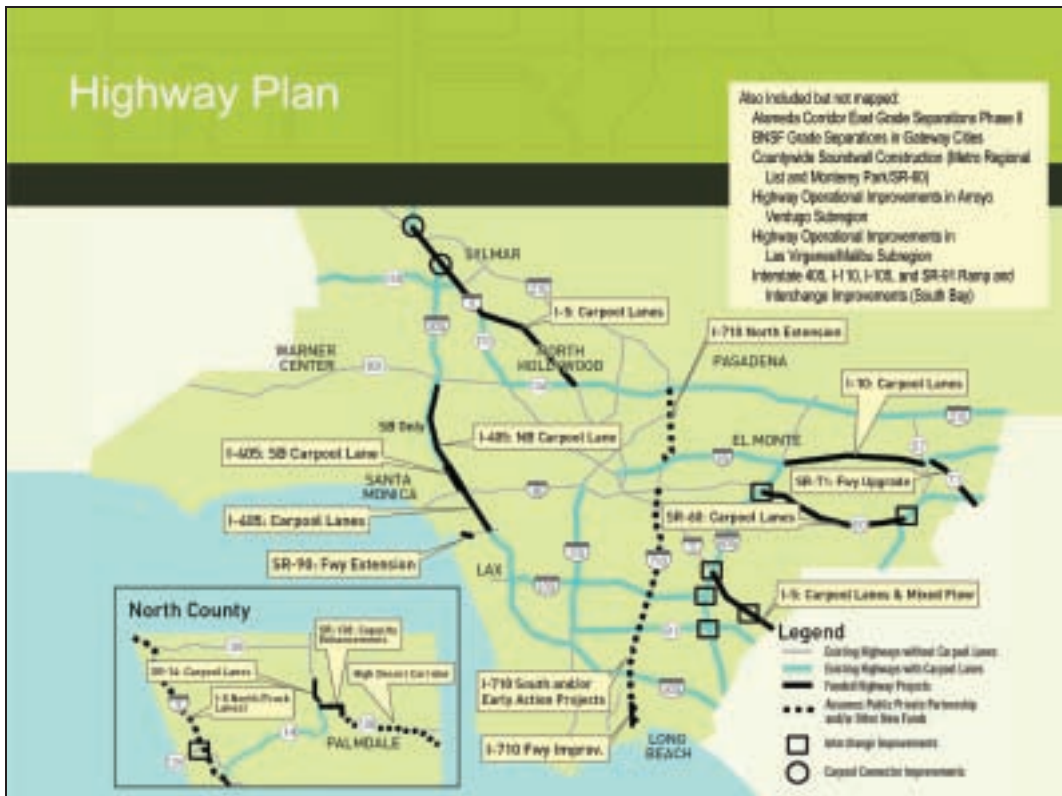 Highway Plan
Also included but not mapped:
Alameda Corridor East Grade Separations Phase II
BNSF Grade Separations in Gateway Cities
Countywide Soundwall Construction (Metro Regional
List and Monterey Park/SR-60)
Highway Operational Improvements in Arroyo
Verdugo Subregion
Highway Operational Improvements in
Las Virgenes/Malibu Subregion
Interstate 405, I-110, I-105, and SR-91 Ramp and
Interchange Improvements (South Bay)
SYLMAR
I-5: Carpool Lanes
I-710 North Extension
WARNER
CENTER
NORTH
HOLLYWOOD
PASADENA
I-10: Carpool Lanes
SB Only
I-405: NB Carpool Lane
EL MONTE
I-405: SB Carpool Lane
SANTA
MONICA
SR-71: Fwy Upgrade
I-405: Carpool Lanes
SR-60: Carpool Lanes
SR-90: Fwy Extension
LAX
I-5: Carpool Lanes & Mixed Flow
North County
SR-138: Capacity
Enhancements
High Desert Corridor
SR-14: Carpool Lanes
I-5 North (Truck
Lanes)
PALMDALE
I-710 South and/or
Early Action Projects
I-710 Fwy Improv.
LONG
BEACH
Legend
Existing Highways without Carpool Lanes
Existing Highways with Carpool Lanes
Funded Highway Projects
Assumes Public Private Partnership
and/or Other New Funds
Interchange Improvements
Carpool Connector Improvements